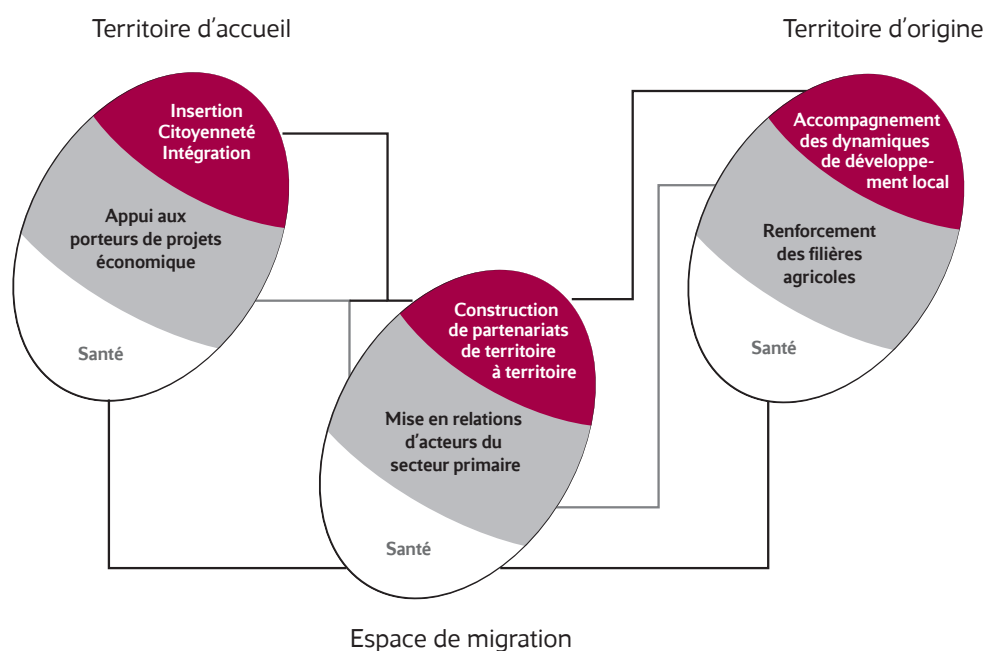 Territoire d'accueil
Territoire d'origine
Insertion
Citoyenneté
Intégration
Appui aux
porteurs de projets
économique
Santé
Accompagnement
des dynamiques
de développe-
ment local
Renforcement
des filières
agricoles
Santé
Construction
de partenariats
de territoire
à territoire
Mise en relations
d'acteurs du
secteur primaire
Santé
Espace de migration